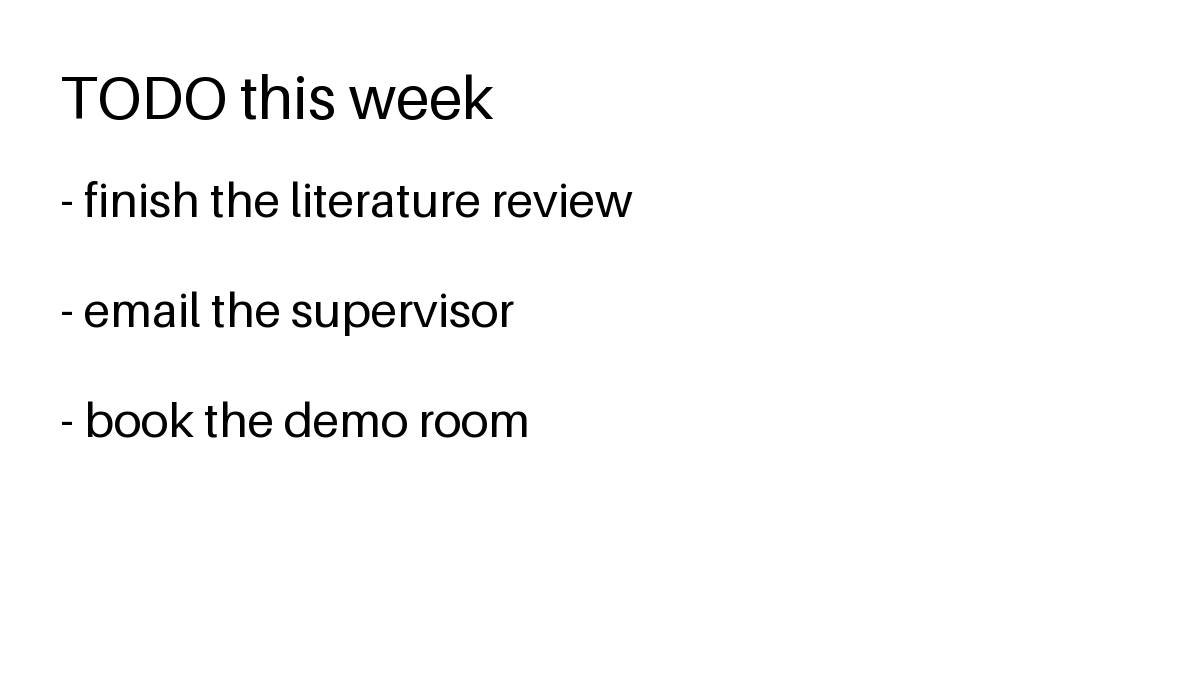 TODO this week
- finish the literature review
- email the supervisor
- book the demo room